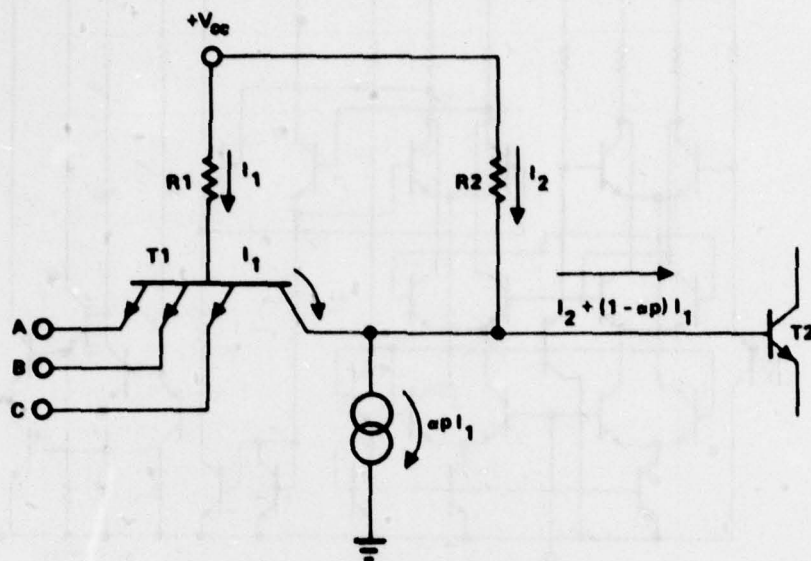 +Vcc
R1
I1
R2
I2
T1
I1
I2 + (1 - αp) I1
A
B
C
T2
αp I1